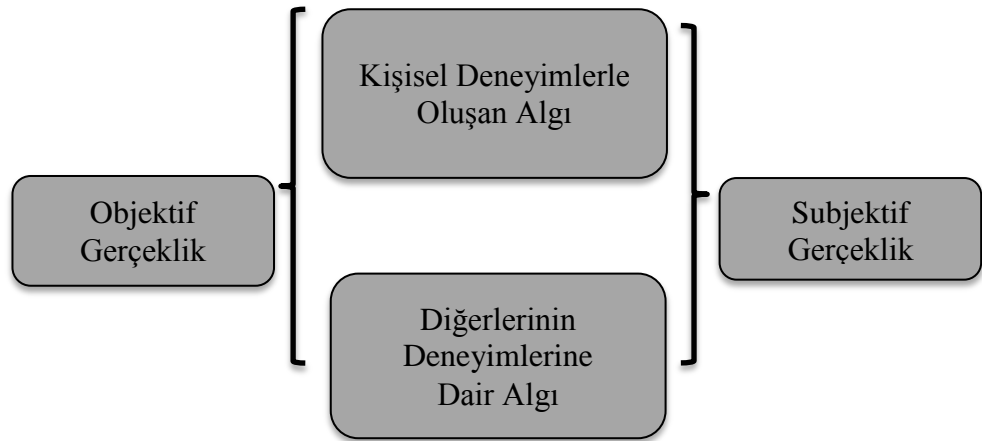 Kişisel Deneyimlerle
Oluşan Algı
Objektif
Gerçeklik
Subjektif
Gerçeklik
Diğerlerinin
Deneyimlerine
Dair Algı